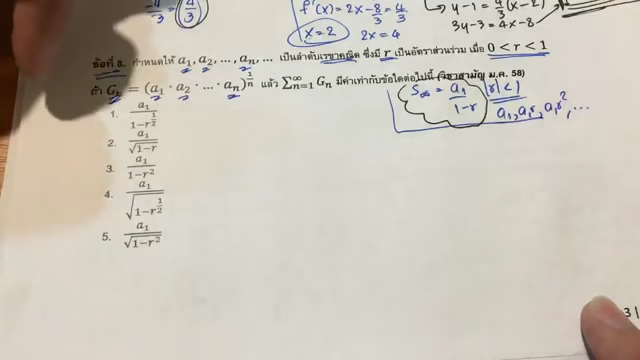 -4/3 = (4/3)
f'(x) = 2x - 8/3 = 4/3
x = 2 2x = 4
y - 1 = 4/3 (x - 2)
3y - 3 = 4x - 8
ข้อที่ 3. กำหนดให้ a₁, a₂, ..., aₙ, ... เป็นลำดับเรขาคณิต ซึ่งมี r เป็นอัตราส่วนร่วม เมื่อ 0 < r < 1
ถ้า Gₙ = (a₁ · a₂ · ... · aₙ)^(1/n) แล้ว ∑_{n=1}^{∞} Gₙ มีค่าเท่ากับข้อใดต่อไปนี้ (วิชาสามัญ ม.ค. 58)
S∞ = a₁/(1-r) |r| < 1
a₁, a₁r, a₁r², ...
1. a₁/(1-r^(1/2))
2. a₁/√(1-r)
3. a₁/(1-r²)
4. a₁/√(1-r^(1/2))
5. a₁/√(1-r²)
3 |